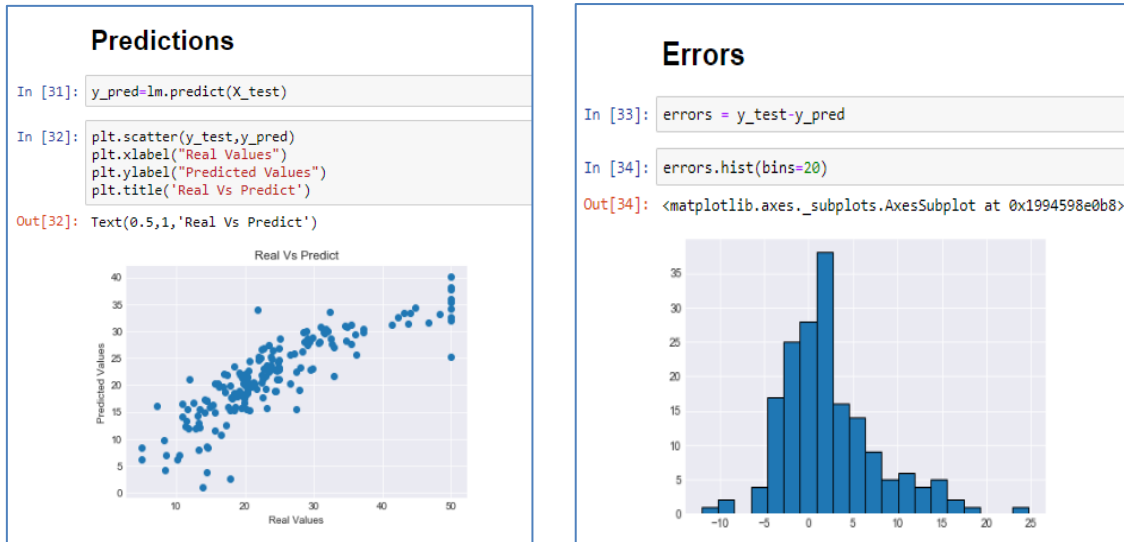 Predictions
In [31]: y_pred=lm.predict(X_test)
In [32]: plt.scatter(y_test,y_pred)
plt.xlabel("Real Values")
plt.ylabel("Predicted Values")
plt.title('Real Vs Predict')
Out[32]: Text(0.5,1,'Real Vs Predict')
Real Vs Predict
40
35
30
25
20
15
10
5
0
Predicted Values
10 20 30 40 50
Real Values
Errors
In [33]: errors = y_test-y_pred
In [34]: errors.hist(bins=20)
Out[34]: <matplotlib.axes._subplots.AxesSubplot at 0x1994598e0b8>
35
30
25
20
15
10
5
0
−10 −5 0 5 10 15 20 25